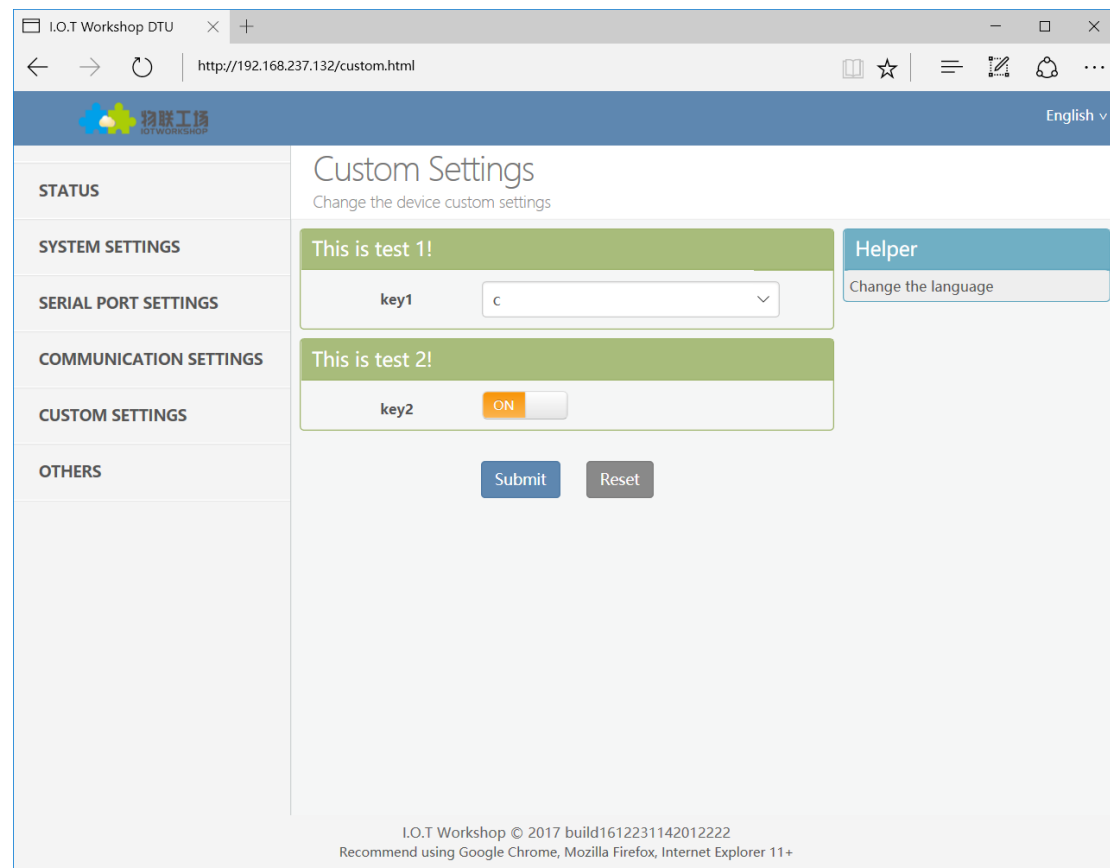 I.O.T Workshop DTU
http://192.168.237.132/custom.html
物联工场
IOTWORKSHOP
English
STATUS
SYSTEM SETTINGS
SERIAL PORT SETTINGS
COMMUNICATION SETTINGS
CUSTOM SETTINGS
OTHERS
Custom Settings
Change the device custom settings
This is test 1!
key1 c
This is test 2!
key2 ON
Submit Reset
Helper
Change the language
I.O.T Workshop © 2017 build1612231142012222
Recommend using Google Chrome, Mozilla Firefox, Internet Explorer 11+